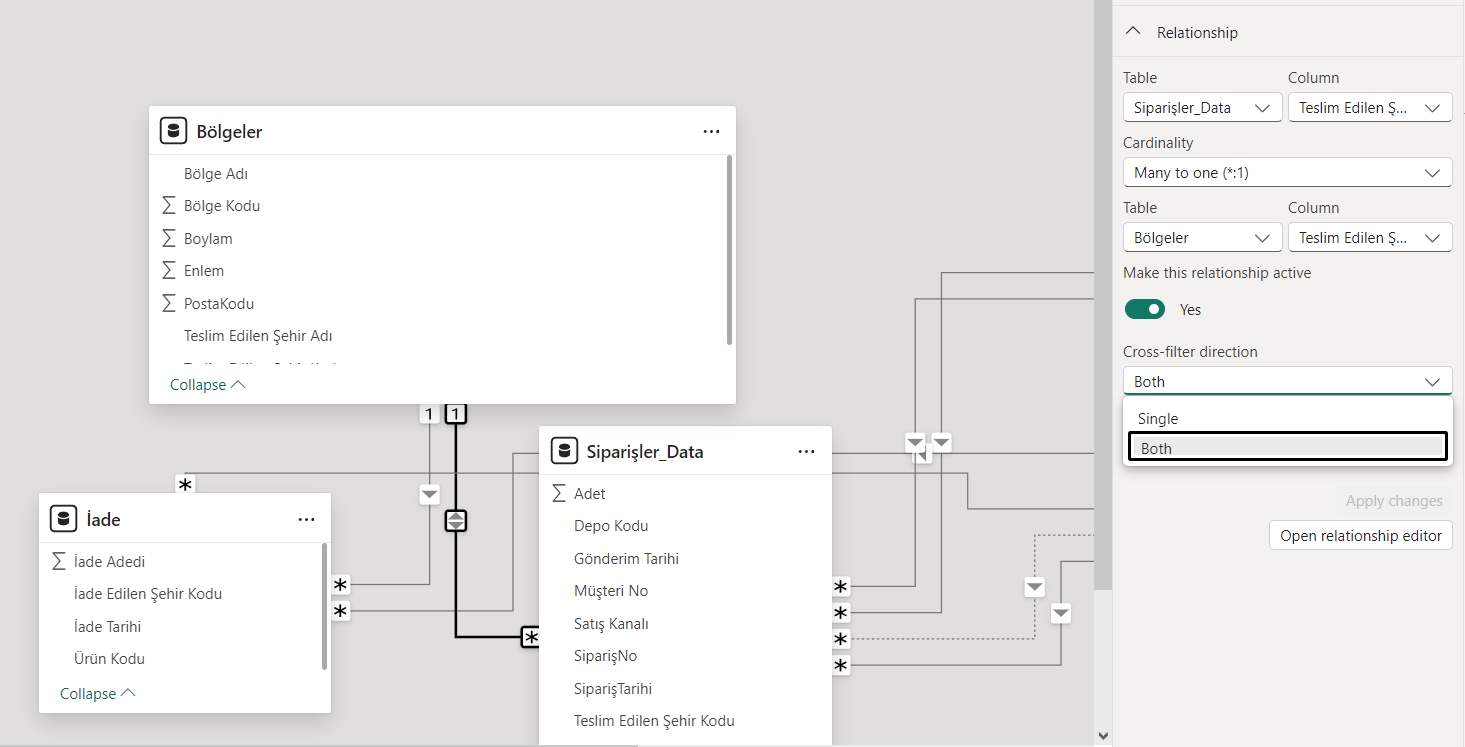 Bölgeler
Bölge Adı
Bölge Kodu
Boylam
Enlem
PostaKodu
Teslim Edilen Şehir Adı
Collapse
1
1
*
İade
İade Adedi
İade Edilen Şehir Kodu
İade Tarihi
Ürün Kodu
Collapse
*
*
*
Siparişler_Data
Adet
Depo Kodu
Gönderim Tarihi
Müşteri No
Satış Kanalı
SiparişNo
SiparişTarihi
Teslim Edilen Şehir Kodu
*
*
*
*
Relationship
Table Column
Siparişler_Data Teslim Edilen Ş...
Cardinality
Many to one (*:1)
Table Column
Bölgeler Teslim Edilen Ş...
Make this relationship active
Yes
Cross-filter direction
Both
Single
Both
Apply changes
Open relationship editor